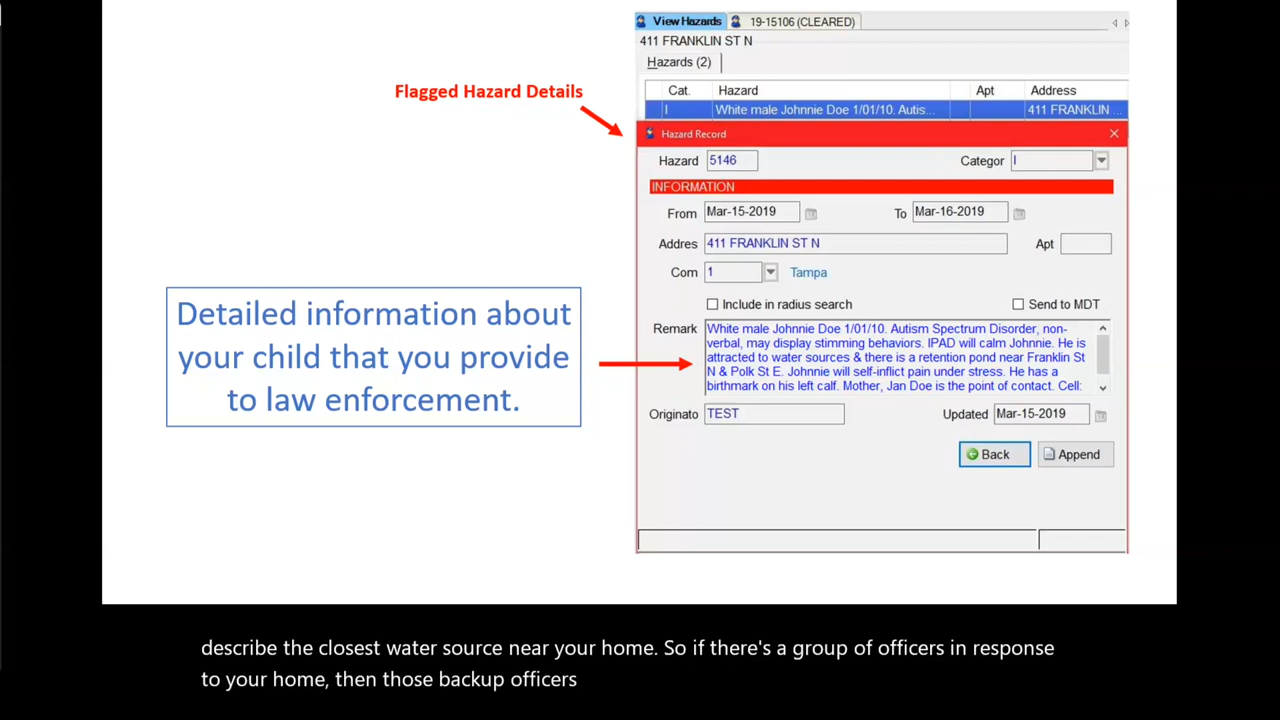 View Hazards
19-15106 (CLEARED)
411 FRANKLIN ST N
Hazards (2)
Flagged Hazard Details
Cat. Hazard Apt Address
I White male Johnnie Doe 1/01/10. Autis... 411 FRANKLIN ...
Hazard Record
Hazard 5146 Categor I
INFORMATION
From Mar-15-2019 To Mar-16-2019
Addres 411 FRANKLIN ST N Apt
Com 1 Tampa
Include in radius search Send to MDT
Detailed information about
your child that you provide
to law enforcement.
Remark White male Johnnie Doe 1/01/10. Autism Spectrum Disorder, non-
verbal, may display stimming behaviors. IPAD will calm Johnnie. He is
attracted to water sources & there is a retention pond near Franklin St
N & Polk St E. Johnnie will self-inflict pain under stress. He has a
birthmark on his left calf. Mother, Jan Doe is the point of contact. Cell:
Originato TEST Updated Mar-15-2019
Back Append
describe the closest water source near your home. So if there's a group of officers in response
to your home, then those backup officers